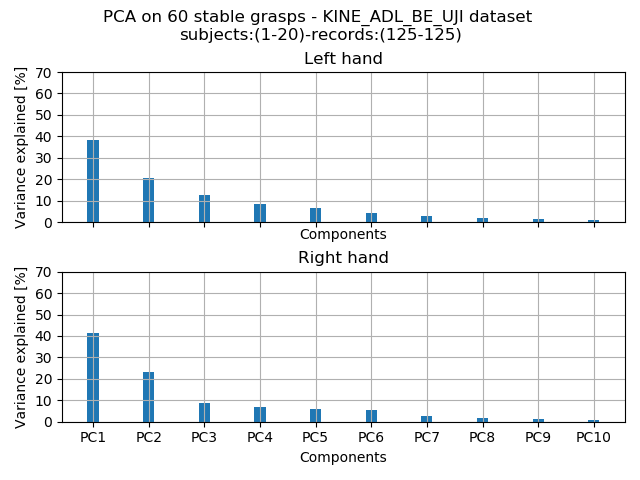 PCA on 60 stable grasps - KINE_ADL_BE_UJI dataset
subjects:(1-20)-records:(125-125)
Left hand
Variance explained [%]
70
60
50
40
30
20
10
0
Components
Right hand
Variance explained [%]
70
60
50
40
30
20
10
0
PC1 PC2 PC3 PC4 PC5 PC6 PC7 PC8 PC9 PC10
Components